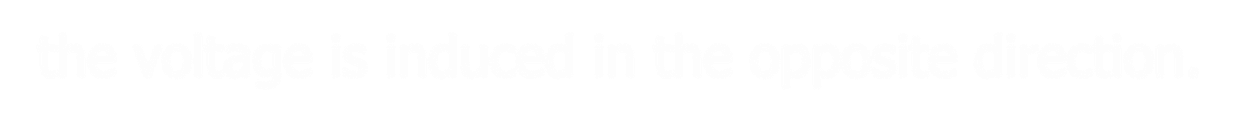 the voltage is induced in the opposite direction.